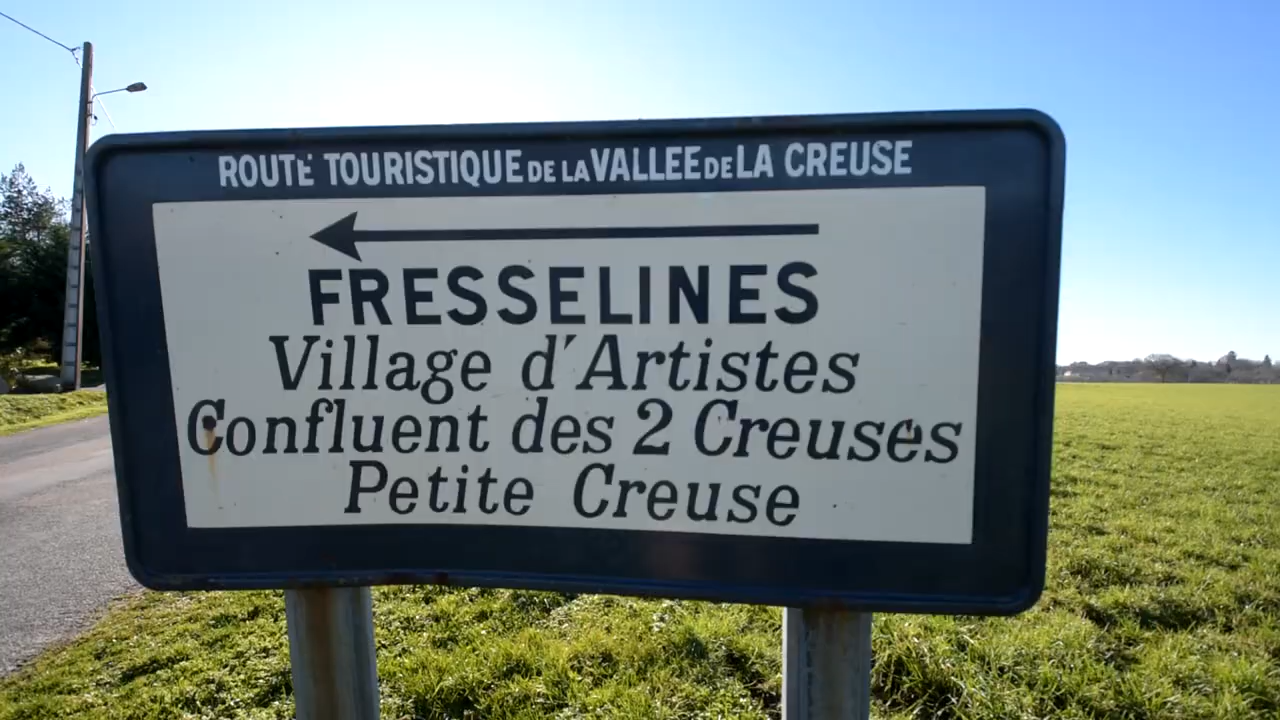 ROUTE TOURISTIQUE DE LA VALLEE DE LA CREUSE
FRESSELINES
Village d'Artistes
Confluent des 2 Creuses
Petite Creuse